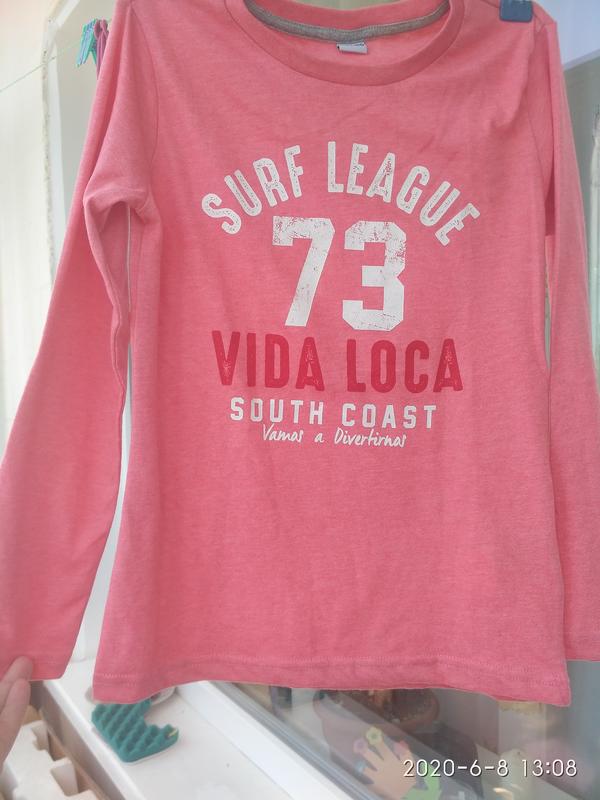 SURF LEAGUE
73
VIDA LOCA
SOUTH COAST
Vamos a Divertirnos
2020-6-8 13:08